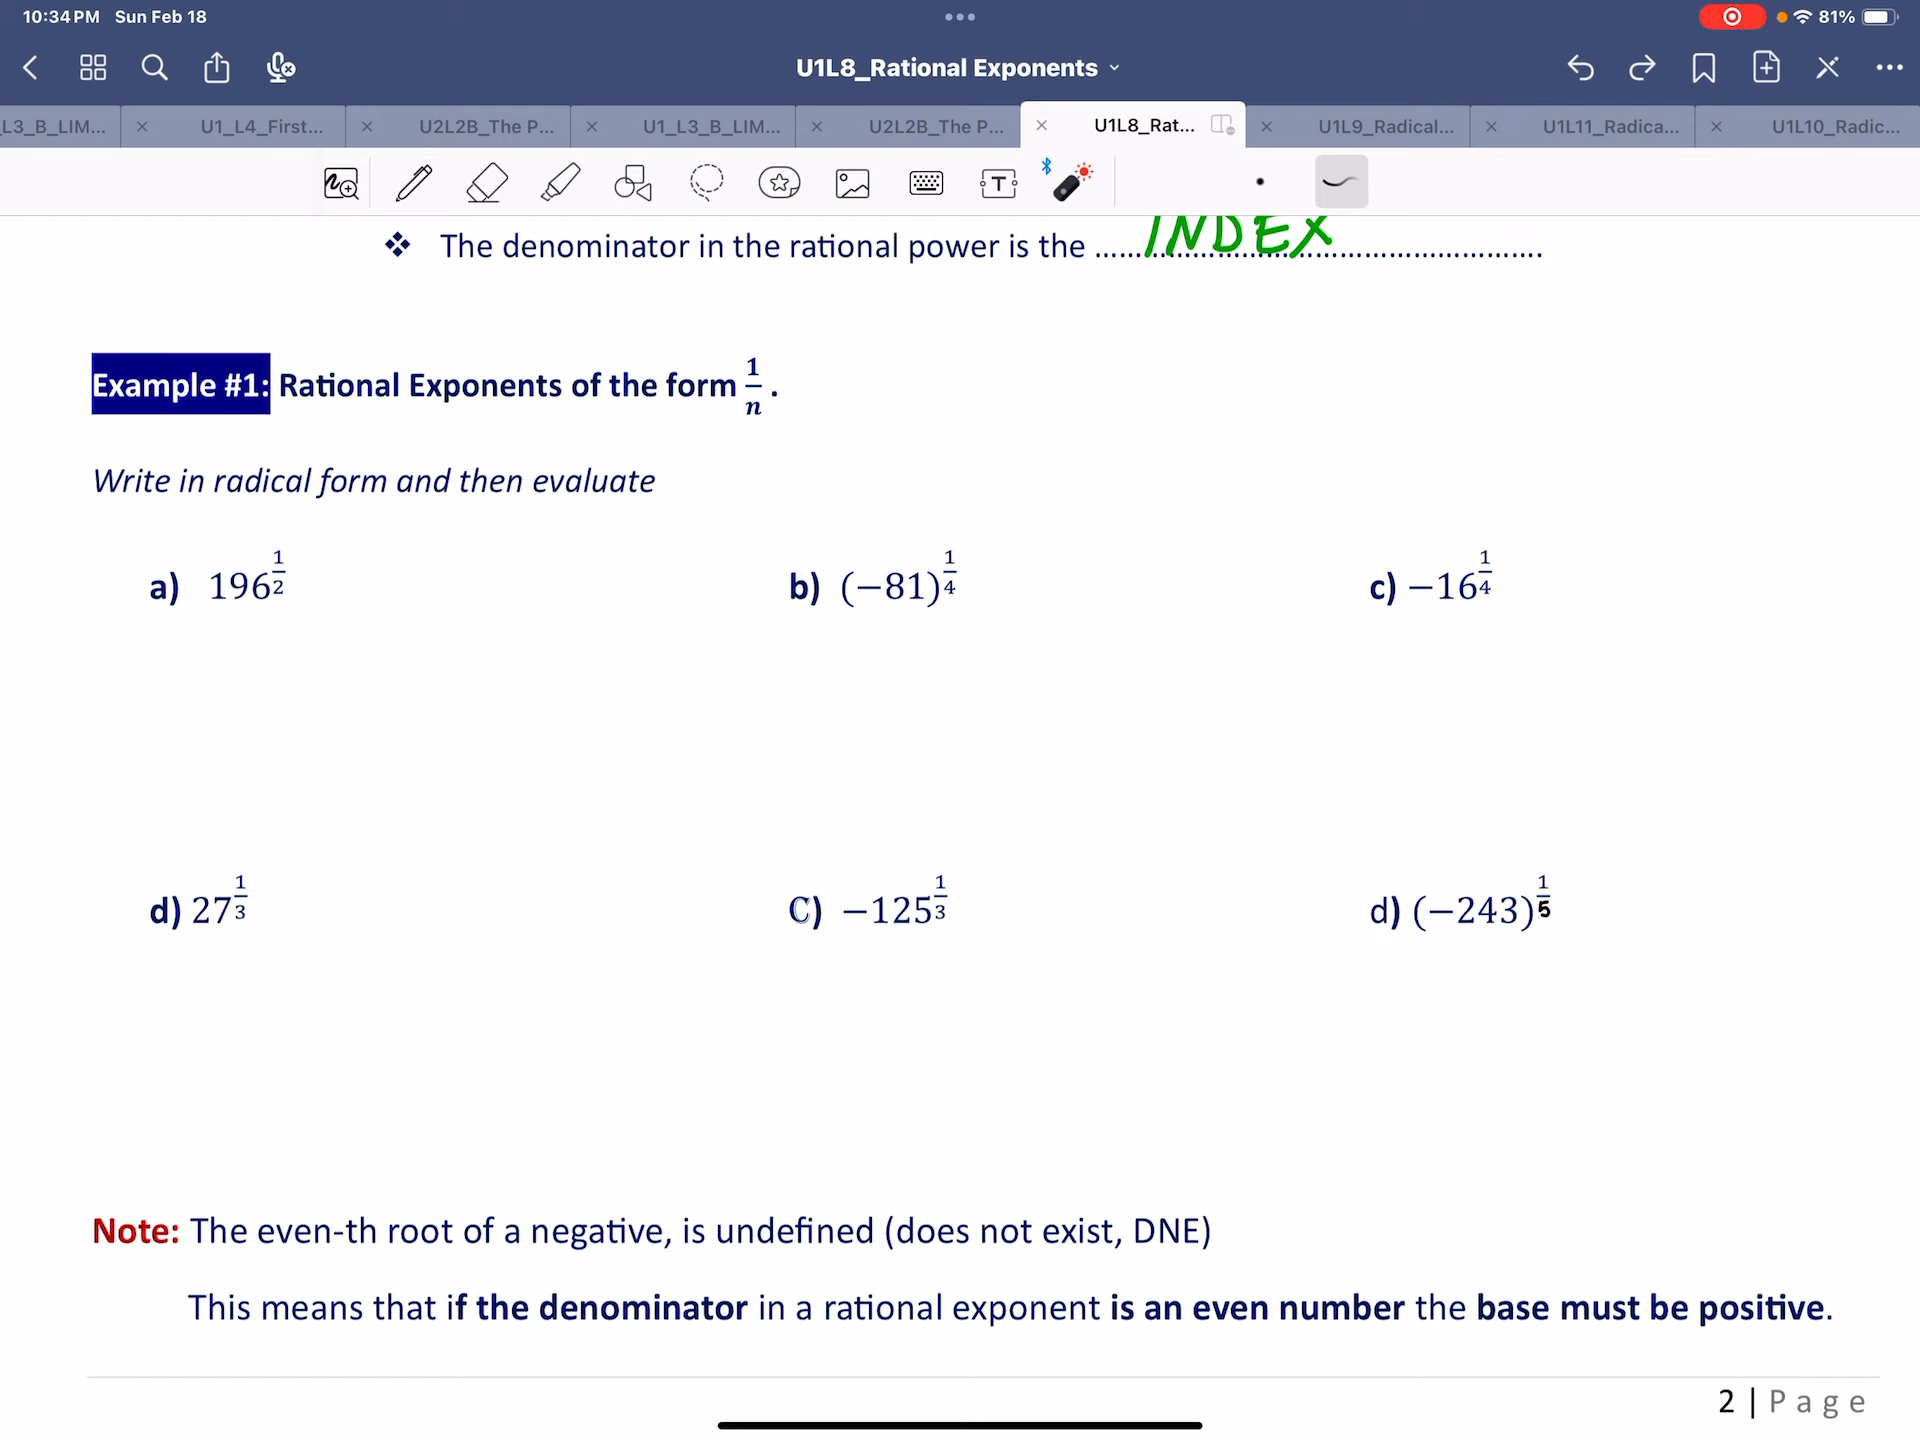 10:34 PM Sun Feb 18
81%
U1L8_Rational Exponents
_L3_B_LIM... U1_L4_First... U2L2B_The P... U1_L3_B_LIM... U2L2B_The P... U1L8_Rat... U1L9_Radical... U1L11_Radica... U1L10_Radic...
❖ The denominator in the rational power is the ......INDEX..............................
Example #1: Rational Exponents of the form 1/n .
Write in radical form and then evaluate
a) 196^(1/2) b) (−81)^(1/4) c) −16^(1/4)
d) 27^(1/3) C) −125^(1/3) d) (−243)^(1/5)
Note: The even-th root of a negative, is undefined (does not exist, DNE)
This means that if the denominator in a rational exponent is an even number the base must be positive.
2 | Page